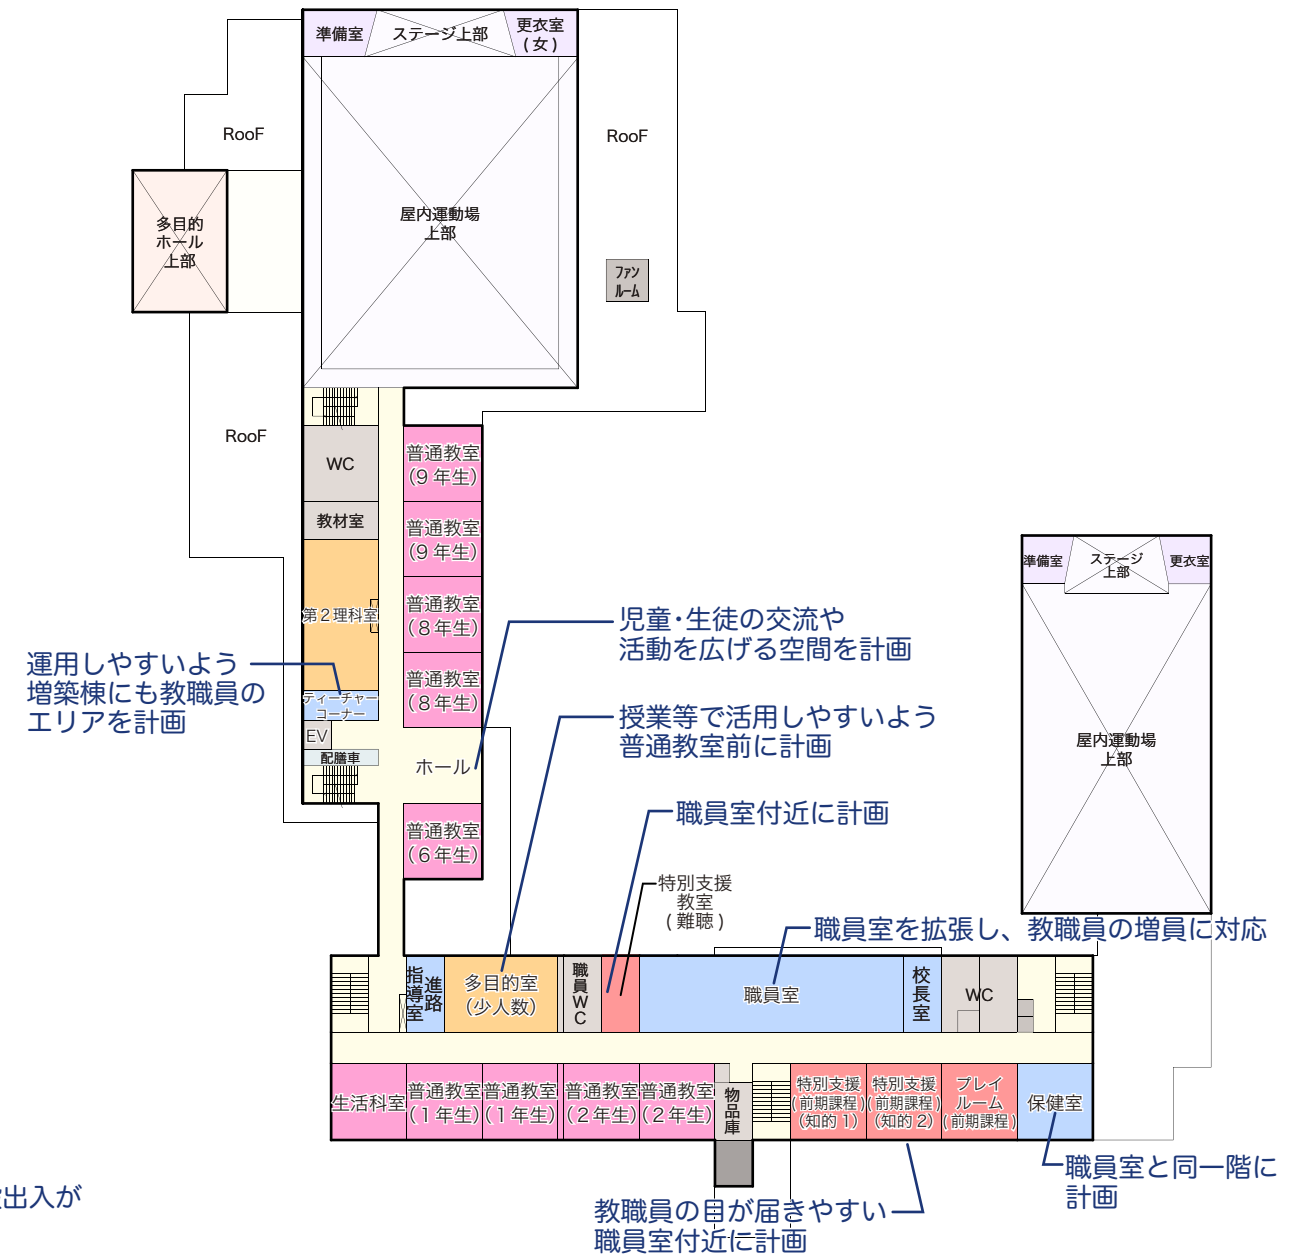 準備室
ステージ上部
更衣室
(女)
RooF
RooF
多目的
ホール
上部
屋内運動場
上部
ファン
ルーム
RooF
WC
教材室
第2理科室
ティーチャー
コーナー
EV
配膳車
ホール
普通教室
(9年生)
普通教室
(9年生)
普通教室
(8年生)
普通教室
(8年生)
普通教室
(6年生)
運用しやすいよう
増築棟にも教職員の
エリアを計画
児童・生徒の交流や
活動を広げる空間を計画
授業等で活用しやすいよう
普通教室前に計画
職員室付近に計画
特別支援
教室
(難聴)
職員室を拡張し、教職員の増員に対応
準備室
ステージ
上部
更衣室
屋内運動場
上部
進路
指導室
多目的室
(少人数)
職員WC
職員室
校長室
WC
生活科室
普通教室
(1年生)
普通教室
(1年生)
普通教室
(2年生)
普通教室
(2年生)
物品庫
特別支援
(前期課程)
(知的1)
特別支援
(前期課程)
(知的2)
プレイ
ルーム
(前期課程)
保健室
職員室と同一階に
計画
教職員の目が届きやすい
職員室付近に計画
出入が